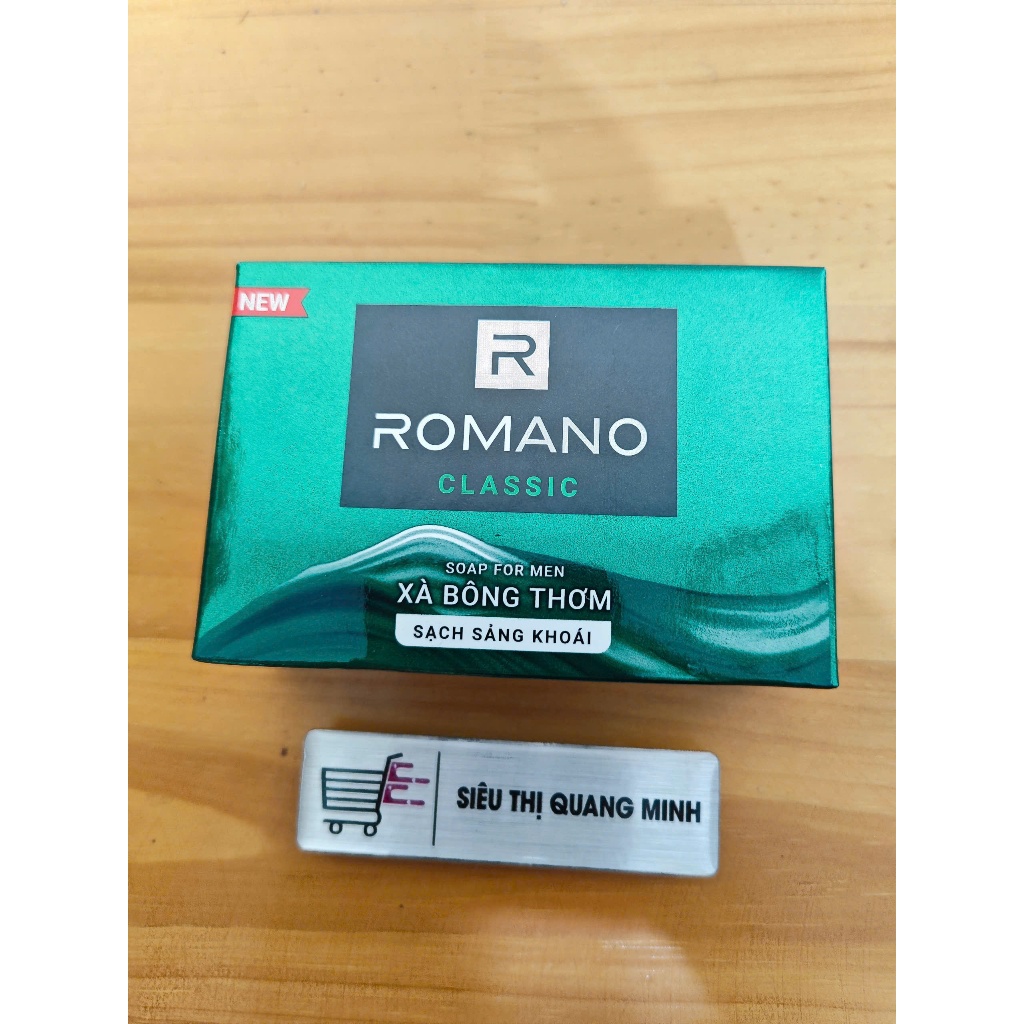 NEW
R
ROMANO
CLASSIC
SOAP FOR MEN
XÀ BÔNG THƠM
SẠCH SẢNG KHOÁI
SIÊU THỊ QUANG MINH